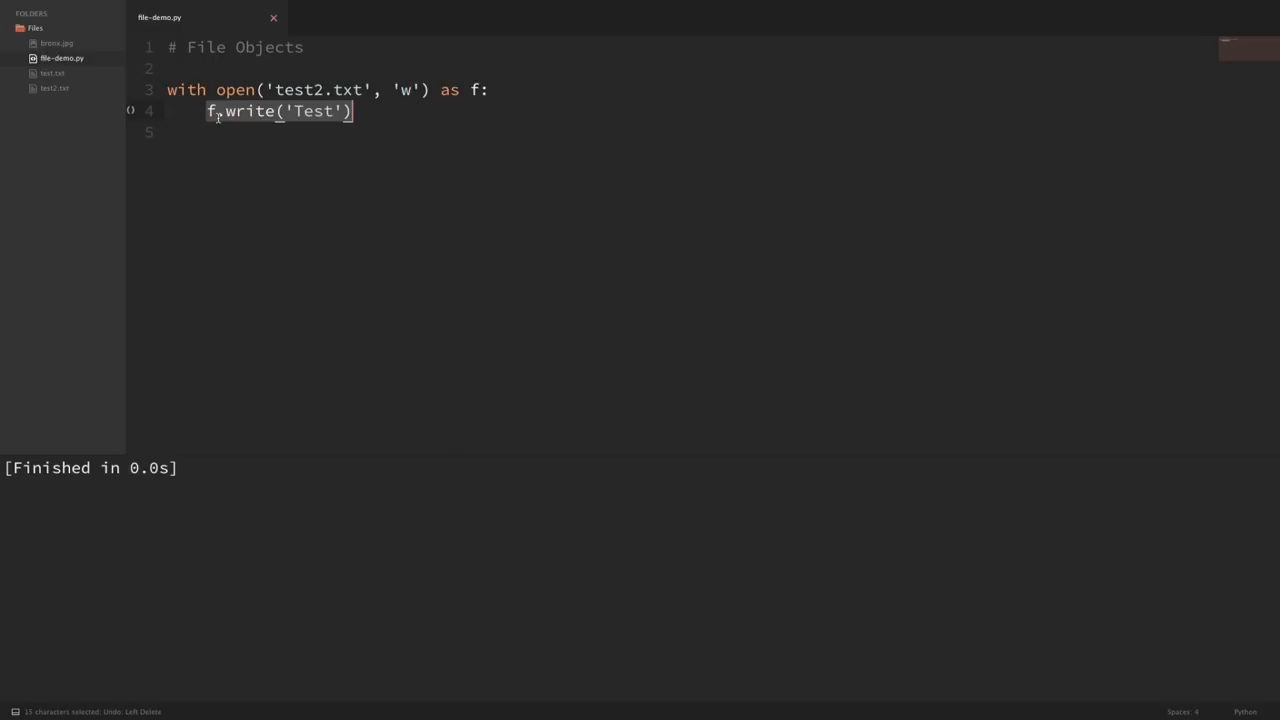 FOLDERS
Files
bronx.jpg
file-demo.py
text.txt
test2.txt
file-demo.py
1 # File Objects
2
3 with open('test2.txt', 'w') as f:
4 f.write('Test')
5
[Finished in 0.0s]
15 characters selected: Undo: Left Delete
Spaces: 4
Python